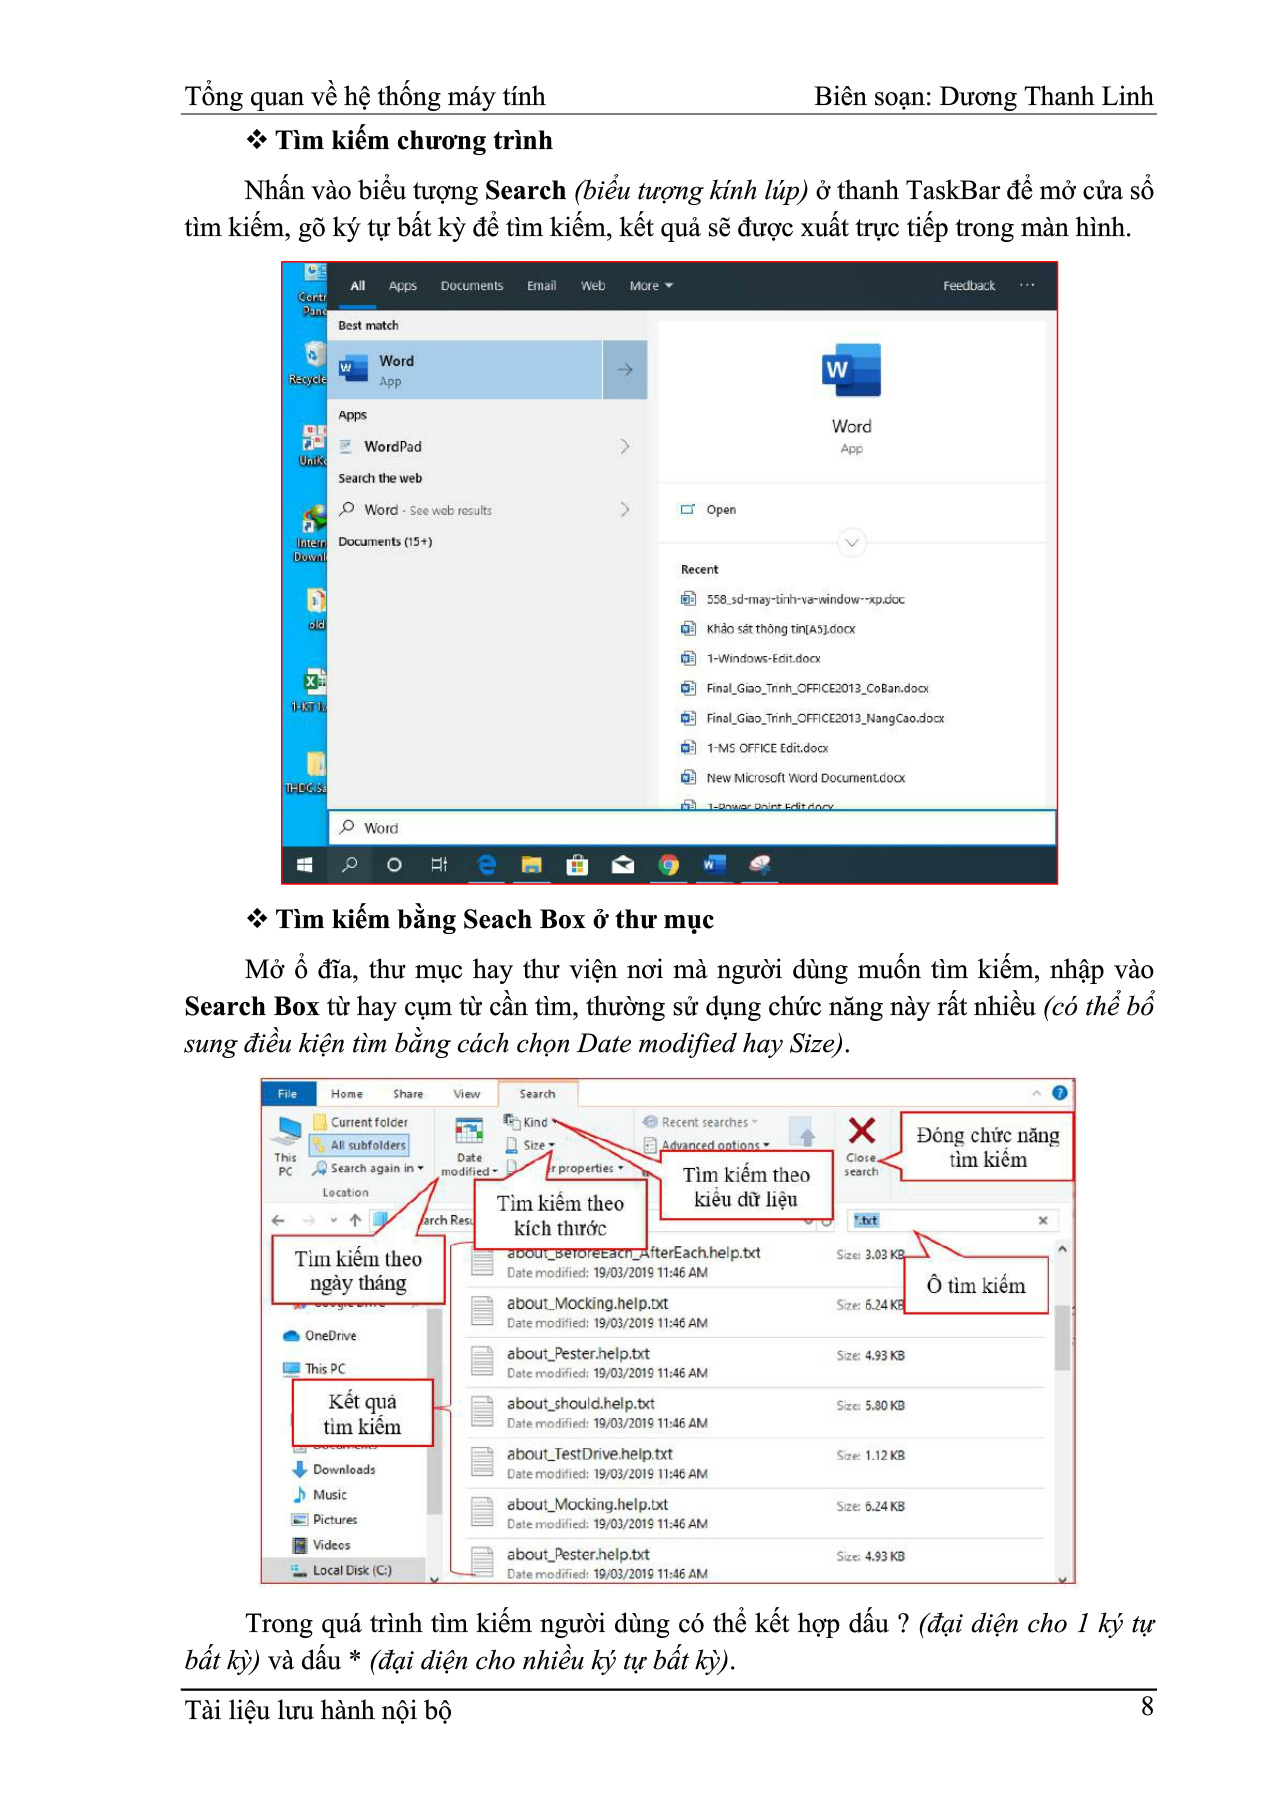 Tổng quan về hệ thống máy tính Biên soạn: Dương Thanh Linh
❖ Tìm kiếm chương trình
Nhấn vào biểu tượng Search (biểu tượng kính lúp) ở thanh TaskBar để mở cửa sổ
tìm kiếm, gõ ký tự bất kỳ để tìm kiếm, kết quả sẽ được xuất trực tiếp trong màn hình.
All Apps Documents Email Web More Feedback ...
Best match
Word
App
Apps
WordPad
Search the web
Word - See web results
Documents (15+)
Word
App
Open
Recent
558_sd-may-tinh-va-window--xp.doc
Khảo sát thông tin[A5].docx
1-Windows-Edit.docx
Final_Giao_Trinh_OFFICE2013_CoBan.docx
Final_Giao_Trinh_OFFICE2013_NangCao.docx
1-MS OFFICE Edit.docx
New Microsoft Word Document.docx
1-Power Point Edit.docx
Contr
Pane
Recycle
UniKe
Intern
Downl
old
Word
❖ Tìm kiếm bằng Seach Box ở thư mục
Mở ổ đĩa, thư mục hay thư viện nơi mà người dùng muốn tìm kiếm, nhập vào
Search Box từ hay cụm từ cần tìm, thường sử dụng chức năng này rất nhiều (có thể bổ
sung điều kiện tìm bằng cách chọn Date modified hay Size).
File Home Share View Search
This PC
Current folder
All subfolders
Search again in
Location
Date modified
Kind
Size
properties
Recent searches
Advanced options
Close search
Đóng chức năng
tìm kiếm
Tìm kiếm theo
kiểu dữ liệu
Tìm kiếm theo
kích thước
Tìm kiếm theo
ngày tháng
*.txt
Ô tìm kiếm
Kết quả
tìm kiếm
OneDrive
This PC
Downloads
Music
Pictures
Videos
Local Disk (C:)
about_BeforeEach_AfterEach.help.txt Size: 3.03 KB
Date modified: 19/03/2019 11:46 AM
about_Mocking.help.txt Size: 6.24 KB
Date modified: 19/03/2019 11:46 AM
about_Pester.help.txt Size: 4.93 KB
Date modified: 19/03/2019 11:46 AM
about_should.help.txt Size: 5.80 KB
Date modified: 19/03/2019 11:46 AM
about_TestDrive.help.txt Size: 1.12 KB
Date modified: 19/03/2019 11:46 AM
about_Mocking.help.txt Size: 6.24 KB
Date modified: 19/03/2019 11:46 AM
about_Pester.help.txt Size: 4.93 KB
Date modified: 19/03/2019 11:46 AM
Trong quá trình tìm kiếm người dùng có thể kết hợp dấu ? (đại diện cho 1 ký tự
bất kỳ) và dấu * (đại diện cho nhiều ký tự bất kỳ).
Tài liệu lưu hành nội bộ 8